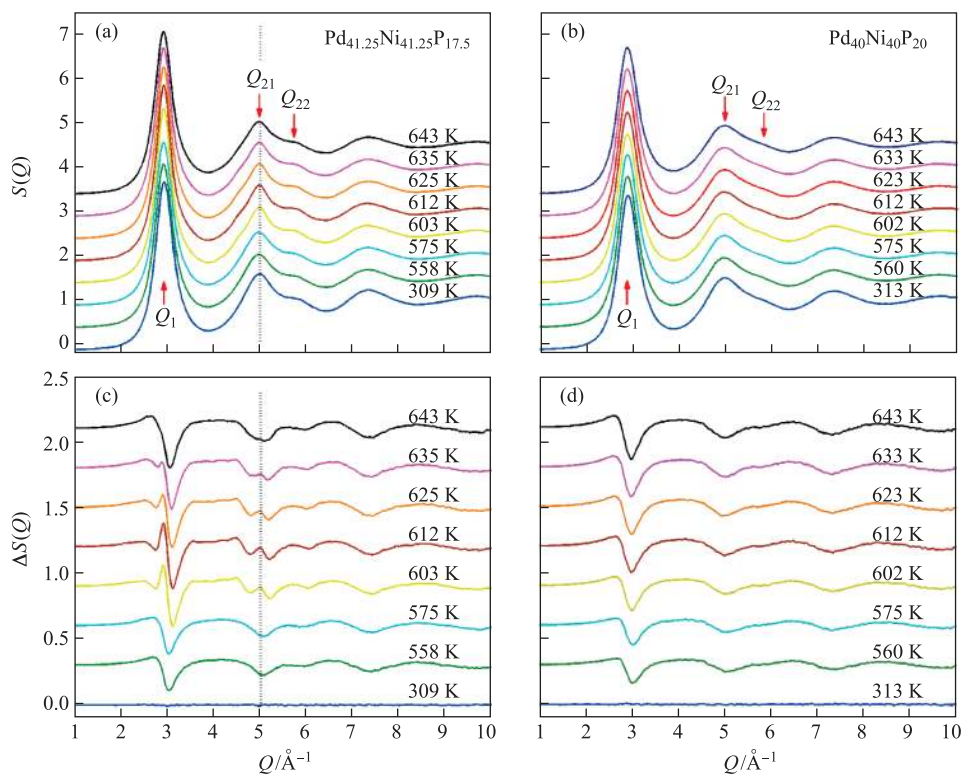 (a)
Pd₄₁.₂₅Ni₄₁.₂₅P₁₇.₅
Q₂₁
Q₂₂
Q₁
643 K
635 K
625 K
612 K
603 K
575 K
558 K
309 K
S(Q)
7
6
5
4
3
2
1
0
(b)
Pd₄₀Ni₄₀P₂₀
Q₂₁
Q₂₂
Q₁
643 K
633 K
623 K
612 K
602 K
575 K
560 K
313 K
(c)
643 K
635 K
625 K
612 K
603 K
575 K
558 K
309 K
ΔS(Q)
2.5
2.0
1.5
1.0
0.5
0.0
1 2 3 4 5 6 7 8 9 10
Q/Å⁻¹
(d)
643 K
633 K
623 K
612 K
602 K
575 K
560 K
313 K
1 2 3 4 5 6 7 8 9 10
Q/Å⁻¹